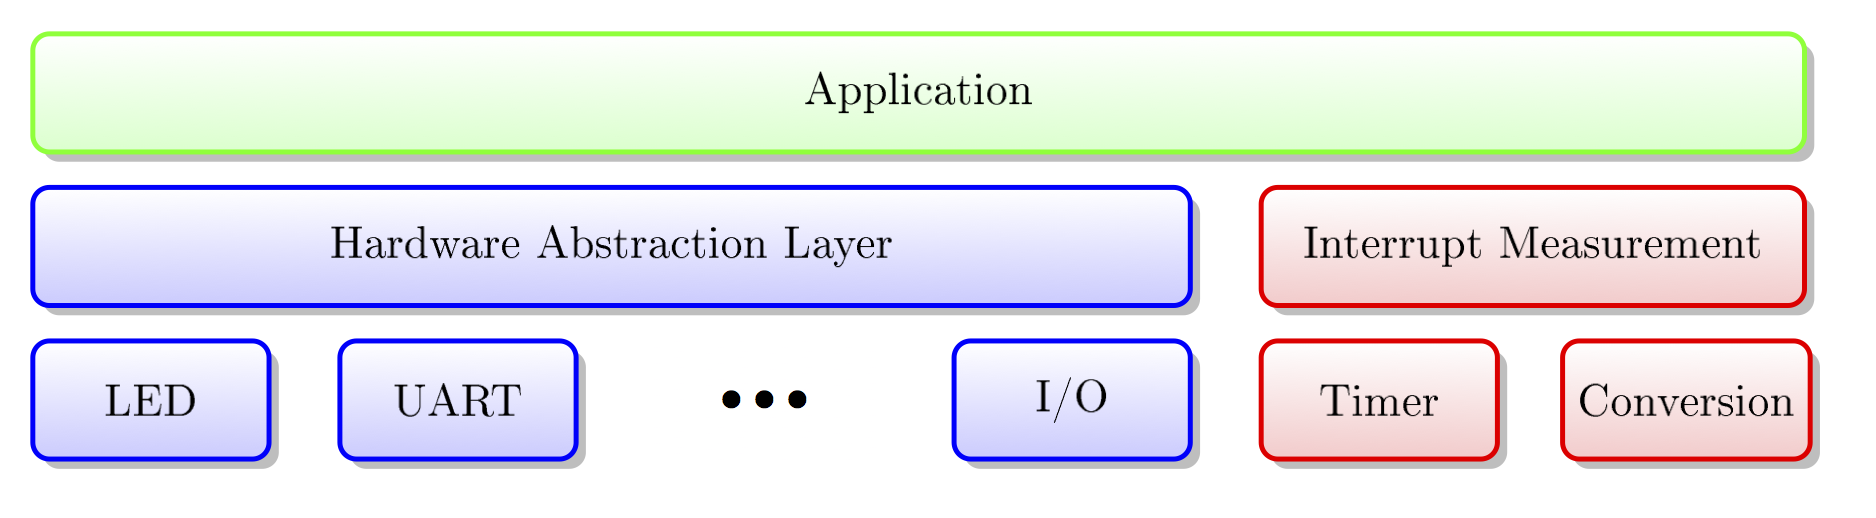 Application
Hardware Abstraction Layer
Interrupt Measurement
LED
UART
•••
I/O
Timer
Conversion